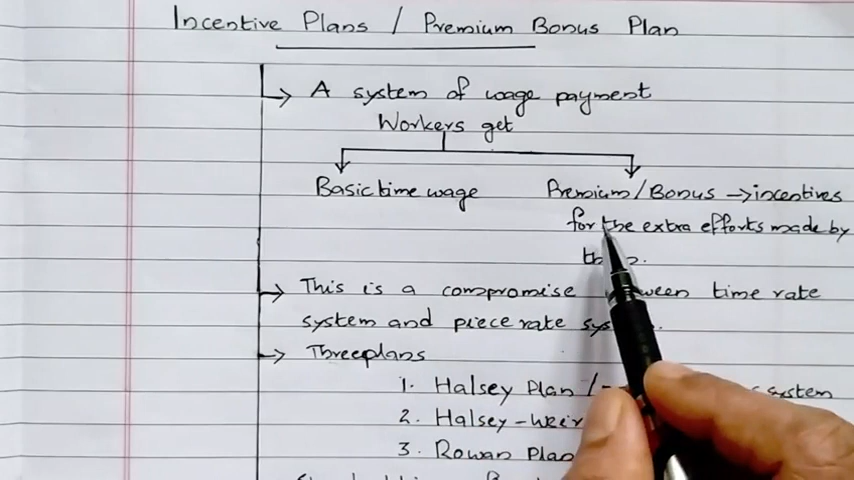 Incentive Plans / Premium Bonus Plan
A system of wage payment
Workers get
Basic time wage
Premium/Bonus → incentives
for the extra efforts made by
This is a compromise between time rate
system and piece rate system.
Three plans
1. Halsey Plan / system
2. Halsey-Weir
3. Rowan Plan